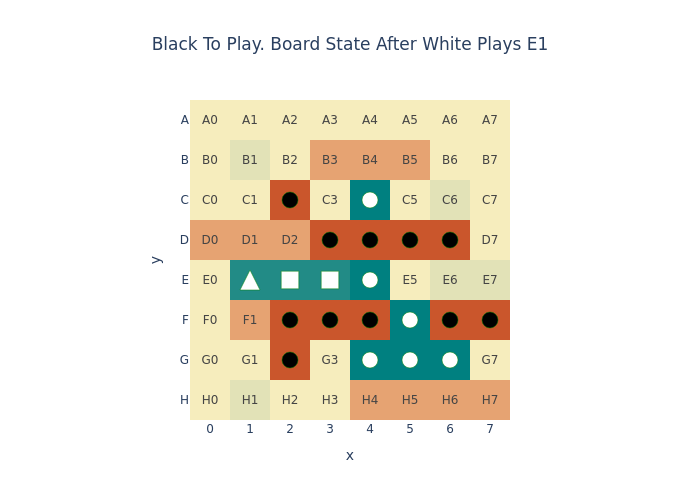 Black To Play. Board State After White Plays E1
A A0 A1 A2 A3 A4 A5 A6 A7
B B0 B1 B2 B3 B4 B5 B6 B7
C C0 C1 C3 C5 C6 C7
D D0 D1 D2 D7
y
E E0 E5 E6 E7
F F0 F1
G G0 G1 G3 G7
H H0 H1 H2 H3 H4 H5 H6 H7
0 1 2 3 4 5 6 7
x